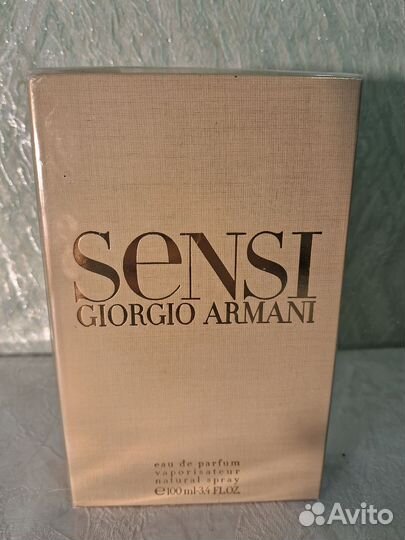 SeNSI
GIORGIO ARMANI
eau de parfum
vaporisateur
natural spray
℮100 ml-3.4 FL.OZ.
Avito